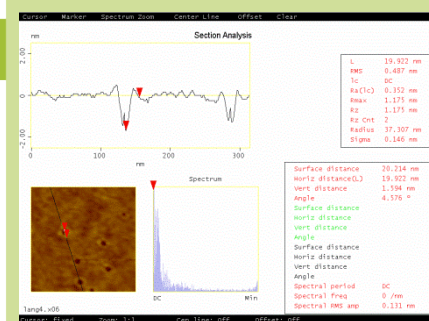 Cursor Marker Spectrum Zoom Center Line Offset Clear
Section Analysis
nm
2.00
0
-2.00
0 100 200 300
nm
L 19.922 nm
RMS 0.487 nm
lc DC
Ra(lc) 0.352 nm
Rmax 1.175 nm
Rz 1.175 nm
Rz Cnt 2
Radius 37.307 nm
Sigma 0.146 nm
Spectrum
DC Min
Surface distance 20.214 nm
Horiz distance(L) 19.922 nm
Vert distance 1.594 nm
Angle 4.576 °
Surface distance
Horiz distance
Vert distance
Angle
Surface distance
Horiz distance
Vert distance
Angle
Spectral period DC
Spectral freq 0 /nm
Spectral RMS amp 0.131 nm
lang4.x06
Cursor: fixed Zoom: 1:1 Cen line: Off Offset: Off